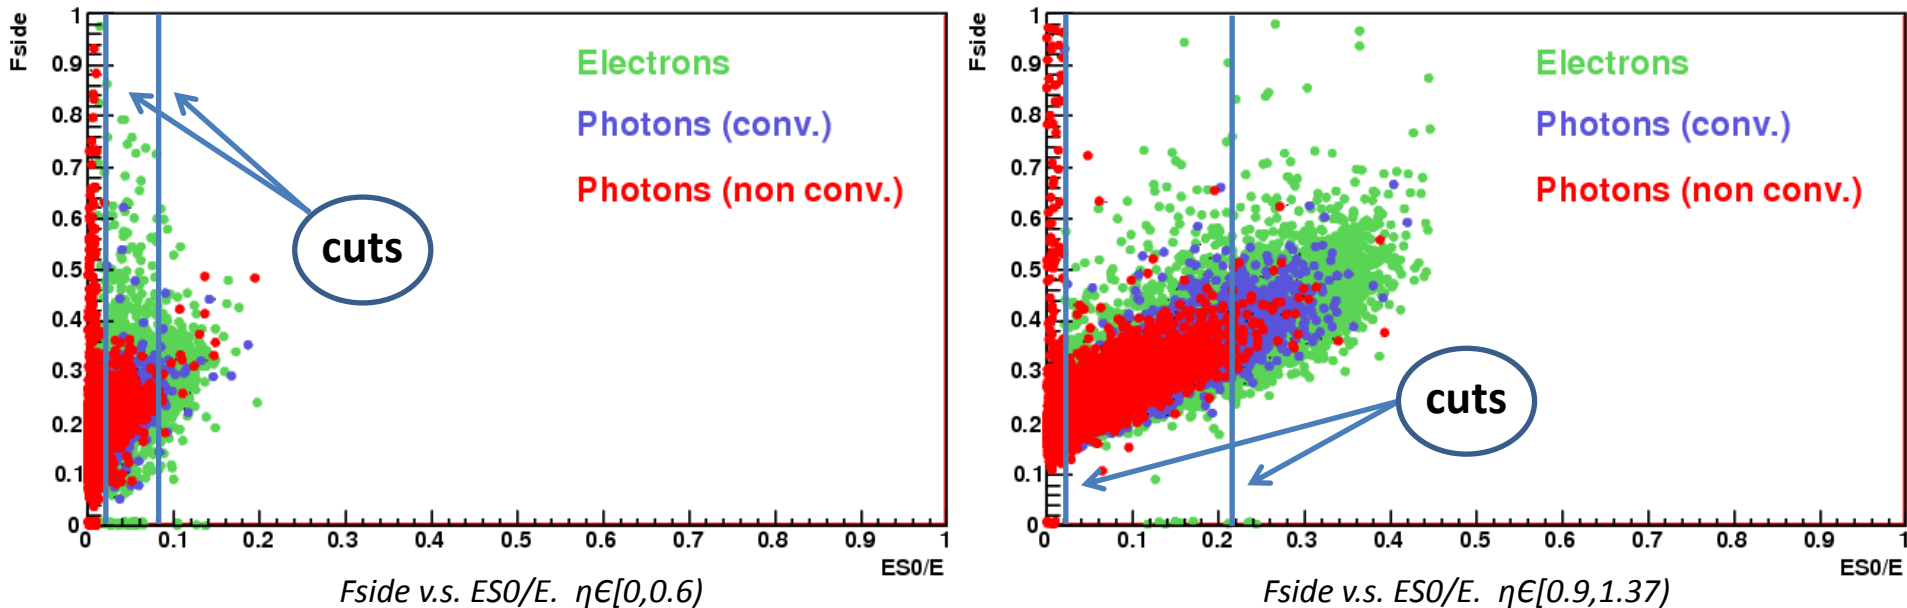 Fside
1
0.9
0.8
0.7
0.6
0.5
0.4
0.3
0.2
0.1
0
Electrons
Photons (conv.)
Photons (non conv.)
cuts
0 0.1 0.2 0.3 0.4 0.5 0.6 0.7 0.8 0.9 1
ES0/E
Fside v.s. ES0/E. ηЄ[0,0.6)
Fside
1
0.9
0.8
0.7
0.6
0.5
0.4
0.3
0.2
0.1
0
Electrons
Photons (conv.)
Photons (non conv.)
cuts
0 0.1 0.2 0.3 0.4 0.5 0.6 0.7 0.8 0.9 1
ES0/E
Fside v.s. ES0/E. ηЄ[0.9,1.37)